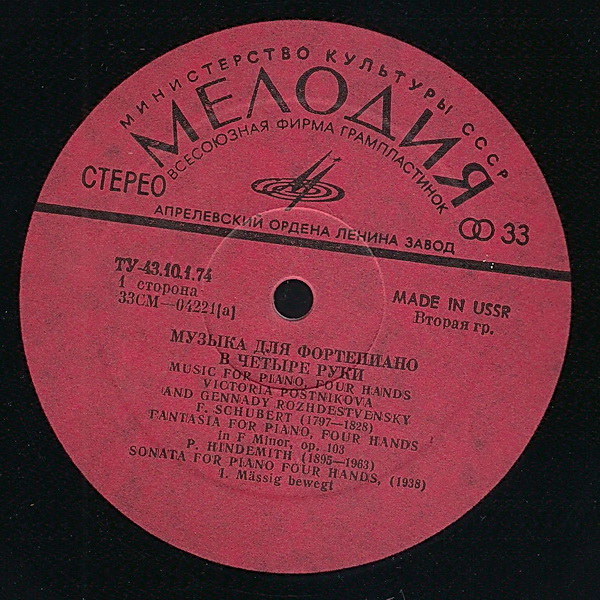 МИНИСТЕРСТВО КУЛЬТУРЫ СССР
МЕЛОДИЯ
ВСЕСОЮЗНАЯ ФИРМА ГРАМПЛАСТИНОК
СТЕРЕО
33
АПРЕЛЕВСКИЙ ОРДЕНА ЛЕНИНА ЗАВОД
ТУ-43.10.1.74
1 сторона
33СМ—04221[а]
MADE IN USSR
Вторая гр.
МУЗЫКА ДЛЯ ФОРТЕПИАНО
В ЧЕТЫРЕ РУКИ
MUSIC FOR PIANO, FOUR HANDS
VICTORIA POSTNIKOVA
AND GENNADY ROZHDESTVENSKY
F. SCHUBERT (1797—1828)
FANTASIA FOR PIANO, FOUR HANDS
in F Minor, op. 103
P. HINDEMITH (1895—1963)
SONATA FOR PIANO FOUR HANDS, (1938)
I. Mässig bewegt